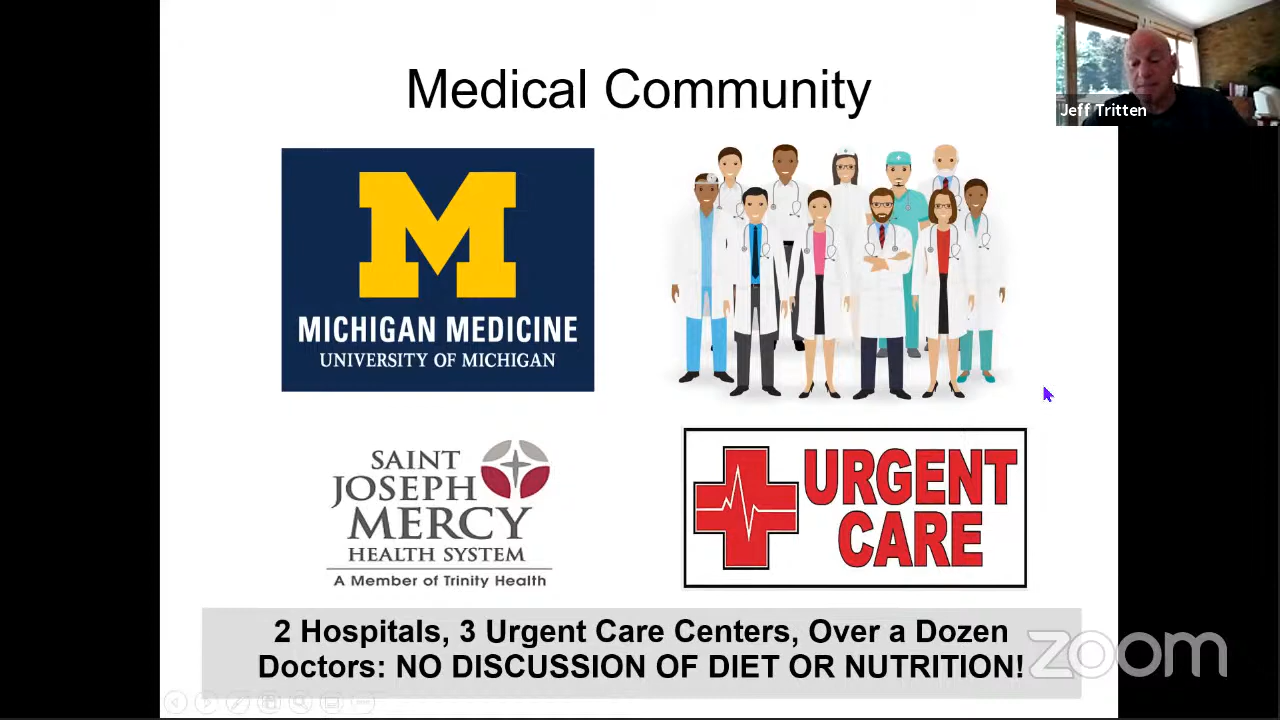 Medical Community
Jeff Tritten
M
MICHIGAN MEDICINE
UNIVERSITY OF MICHIGAN
SAINT
JOSEPH
MERCY
HEALTH SYSTEM
A Member of Trinity Health
URGENT
CARE
2 Hospitals, 3 Urgent Care Centers, Over a Dozen
Doctors: NO DISCUSSION OF DIET OR NUTRITION!
zoom